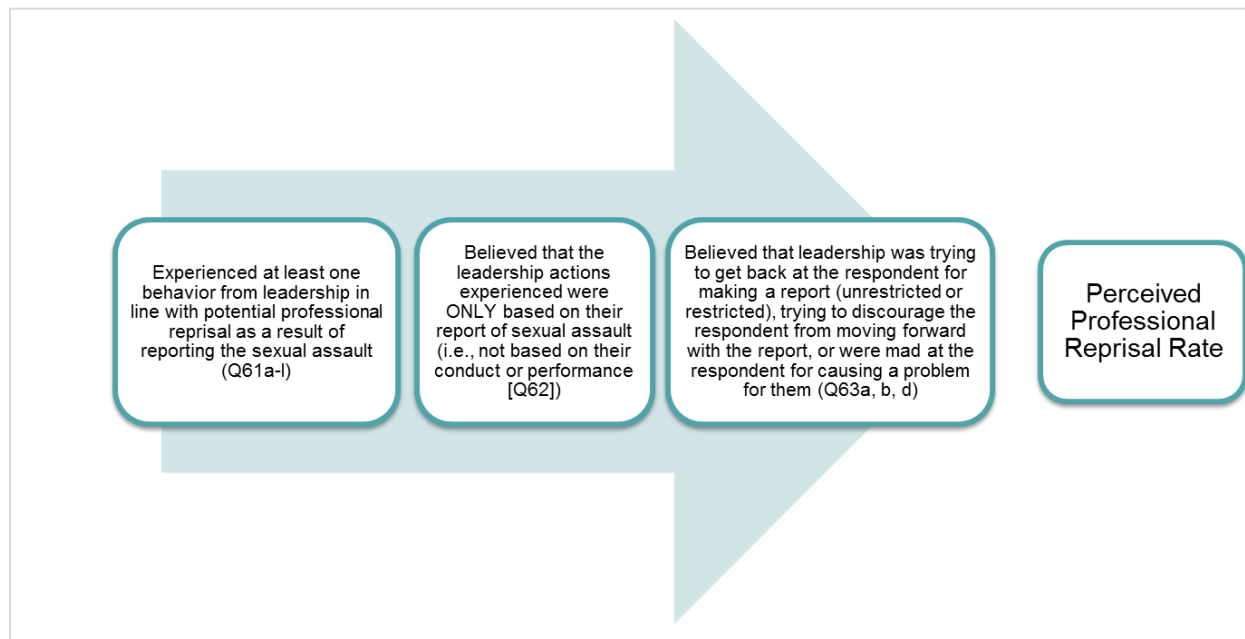 Experienced at least one
behavior from leadership in
line with potential professional
reprisal as a result of
reporting the sexual assault
(Q61a-l)
Believed that the
leadership actions
experienced were
ONLY based on their
report of sexual assault
(i.e., not based on their
conduct or performance
[Q62])
Believed that leadership was trying
to get back at the respondent for
making a report (unrestricted or
restricted), trying to discourage the
respondent from moving forward
with the report, or were mad at the
respondent for causing a problem
for them (Q63a, b, d)
Perceived
Professional
Reprisal Rate